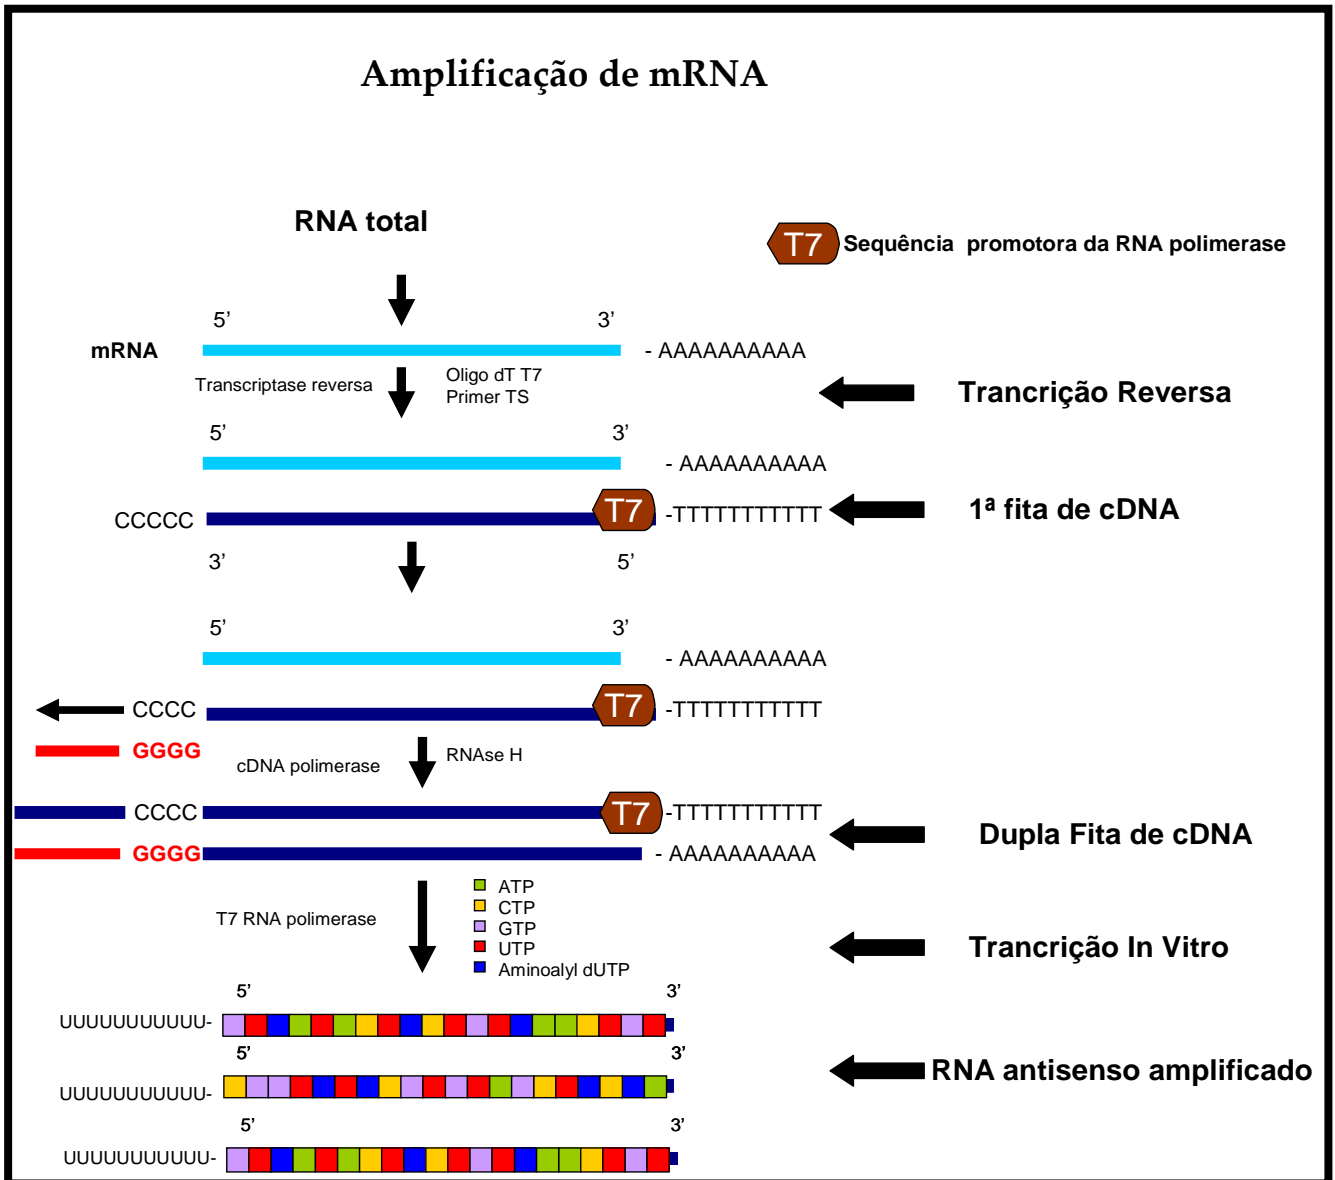 Amplificação de mRNA
RNA total
T7 Sequência promotora da RNA polimerase
5’ 3’
mRNA - AAAAAAAAAA
Transcriptase reversa
Oligo dT T7
Primer TS
Trancrição Reversa
5’ 3’
- AAAAAAAAAA
CCCCC T7 -TTTTTTTTTTT
1ª fita de cDNA
3’ 5’
5’ 3’
- AAAAAAAAAA
CCCC T7 -TTTTTTTTTTT
GGGG
cDNA polimerase RNAse H
CCCC T7 -TTTTTTTTTTT
Dupla Fita de cDNA
GGGG - AAAAAAAAAA
T7 RNA polimerase
ATP
CTP
GTP
UTP
Aminoalyl dUTP
Trancrição In Vitro
5’ 3’
UUUUUUUUUUU-
5’ 3’
UUUUUUUUUUU-
RNA antisenso amplificado
5’ 3’
UUUUUUUUUUU-